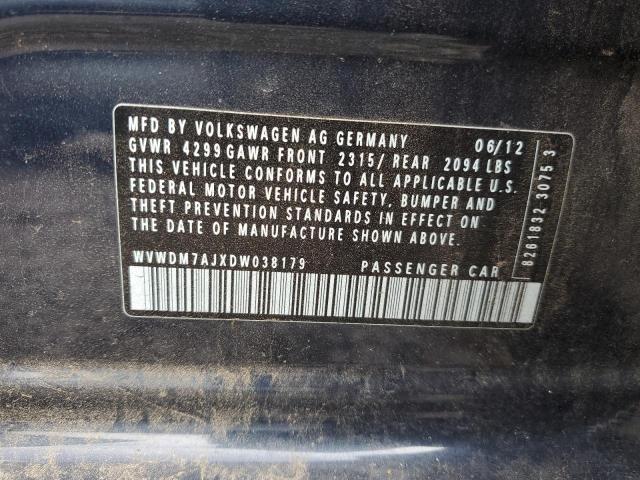 MFD BY VOLKSWAGEN AG GERMANY 06/12
GVWR 4299 GAWR FRONT 2315/ REAR 2094 LBS
THIS VEHICLE CONFORMS TO ALL APPLICABLE U.S.
FEDERAL MOTOR VEHICLE SAFETY, BUMPER AND
THEFT PREVENTION STANDARDS IN EFFECT ON
THE DATE OF MANUFACTURE SHOWN ABOVE.
WVWDM7AJXDW038179 PASSENGER CAR
8261832 3075 3